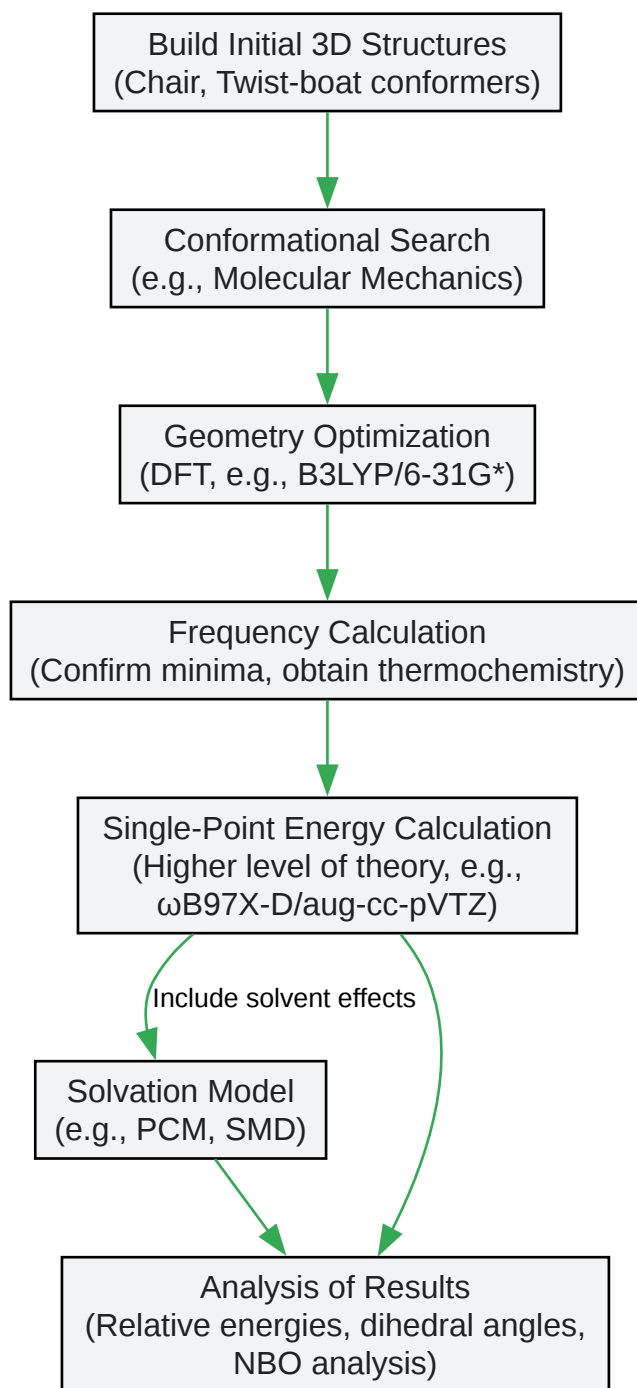 Build Initial 3D Structures
(Chair, Twist-boat conformers)
Conformational Search
(e.g., Molecular Mechanics)
Geometry Optimization
(DFT, e.g., B3LYP/6-31G*)
Frequency Calculation
(Confirm minima, obtain thermochemistry)
Single-Point Energy Calculation
(Higher level of theory, e.g.,
ωB97X-D/aug-cc-pVTZ)
Include solvent effects
Solvation Model
(e.g., PCM, SMD)
Analysis of Results
(Relative energies, dihedral angles,
NBO analysis)